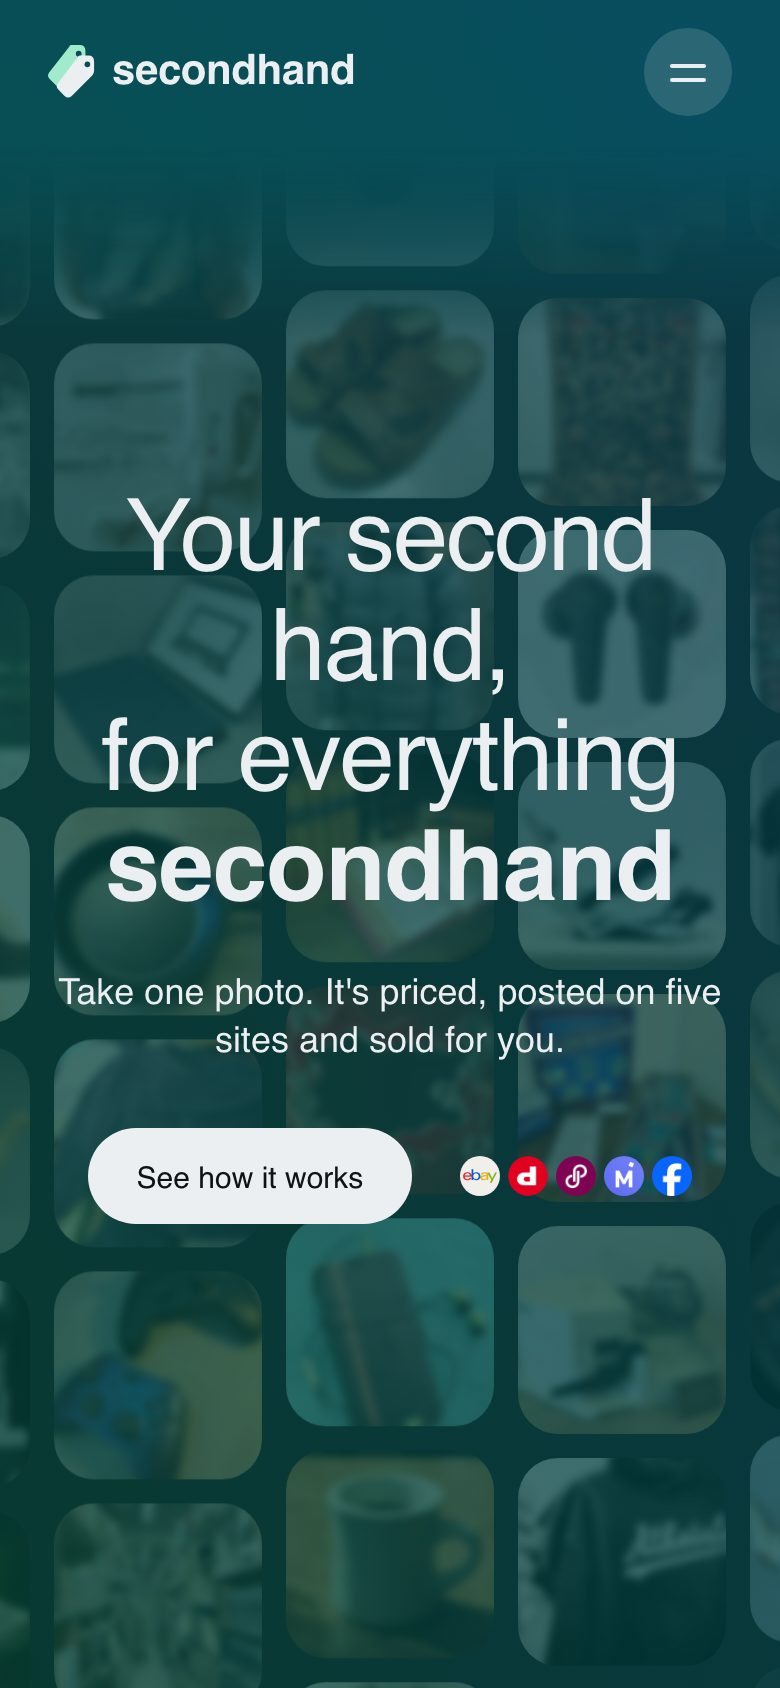 secondhand
Your second
hand,
for everything
secondhand
Take one photo. It's priced, posted on five
sites and sold for you.
See how it works
ebay